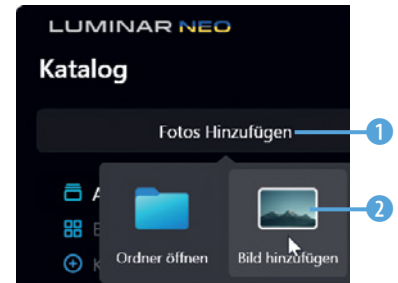 LUMINAR NEO
Katalog
Fotos Hinzufügen 1
2
Ordner öffnen Bild hinzufügen